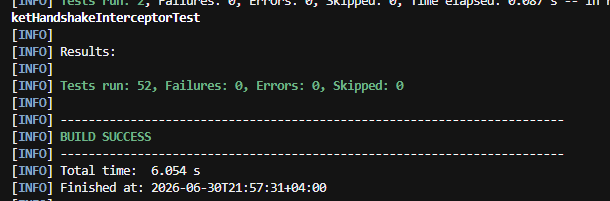 [INFO] Tests run: 2, Failures: 0, Errors: 0, Skipped: 0, Time elapsed: 0.087 s -- in
ketHandshakeInterceptorTest
[INFO]
[INFO] Results:
[INFO]
[INFO] Tests run: 52, Failures: 0, Errors: 0, Skipped: 0
[INFO]
[INFO] ------------------------------------------------------------------------
[INFO] BUILD SUCCESS
[INFO] ------------------------------------------------------------------------
[INFO] Total time:  6.054 s
[INFO] Finished at: 2026-06-30T21:57:31+04:00